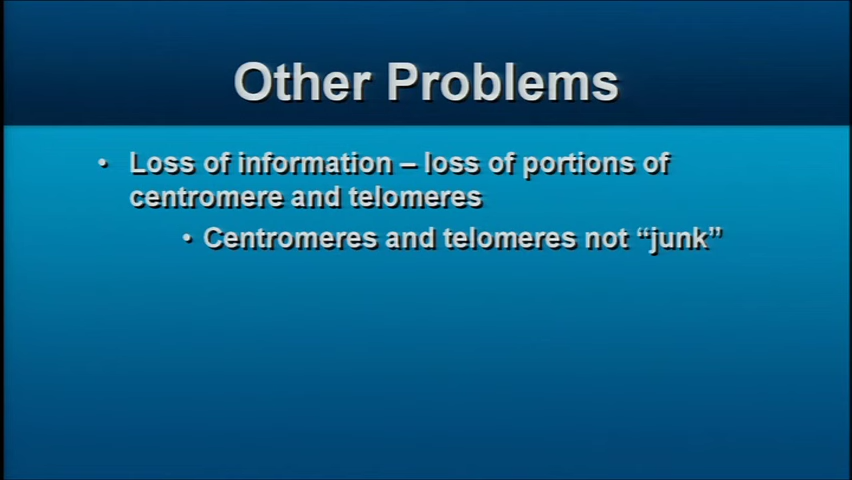 Other Problems
• Loss of information – loss of portions of
centromere and telomeres
• Centromeres and telomeres not “junk”